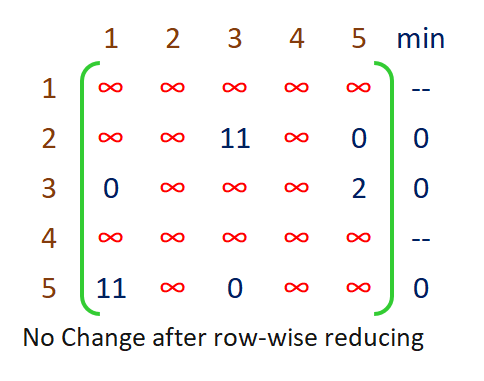 1 2 3 4 5 min
1 ∞ ∞ ∞ ∞ ∞ --
2 ∞ ∞ 11 ∞ 0 0
3 0 ∞ ∞ ∞ 2 0
4 ∞ ∞ ∞ ∞ ∞ --
5 11 ∞ 0 ∞ ∞ 0
No Change after row-wise reducing